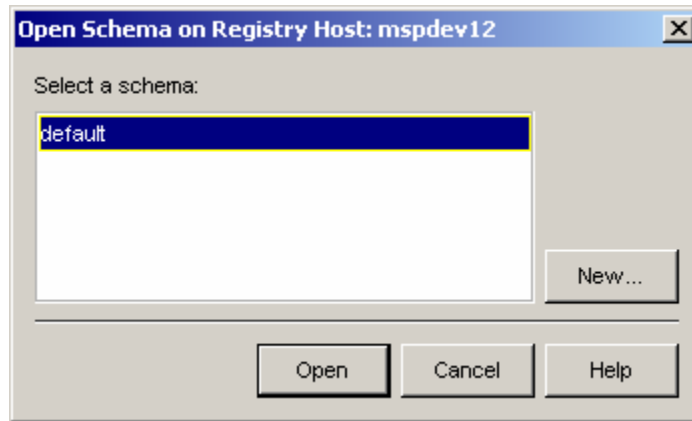 Open Schema on Registry Host: mspdev12
Select a schema:
default
New...
Open
Cancel
Help